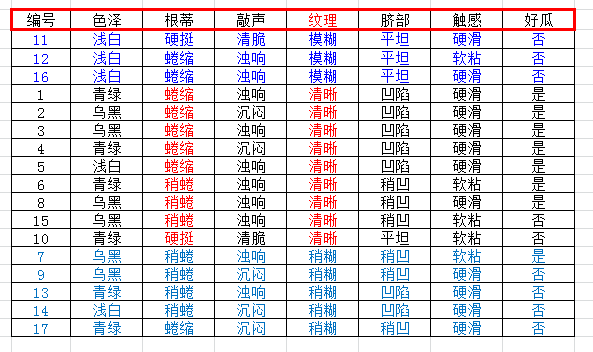 编号 色泽 根蒂 敲声 纹理 脐部 触感 好瓜
11 浅白 硬挺 清脆 模糊 平坦 硬滑 否
12 浅白 蜷缩 浊响 模糊 平坦 软粘 否
16 浅白 蜷缩 浊响 模糊 平坦 硬滑 否
1 青绿 蜷缩 浊响 清晰 凹陷 硬滑 是
2 乌黑 蜷缩 沉闷 清晰 凹陷 硬滑 是
3 乌黑 蜷缩 浊响 清晰 凹陷 硬滑 是
4 青绿 蜷缩 沉闷 清晰 凹陷 硬滑 是
5 浅白 蜷缩 浊响 清晰 凹陷 硬滑 是
6 青绿 稍蜷 浊响 清晰 稍凹 软粘 是
8 乌黑 稍蜷 浊响 清晰 稍凹 硬滑 是
15 乌黑 稍蜷 浊响 清晰 稍凹 软粘 否
10 青绿 硬挺 清脆 清晰 平坦 软粘 否
7 乌黑 稍蜷 浊响 稍糊 稍凹 软粘 是
9 乌黑 稍蜷 沉闷 稍糊 稍凹 硬滑 否
13 青绿 稍蜷 浊响 稍糊 凹陷 硬滑 否
14 浅白 稍蜷 沉闷 稍糊 凹陷 硬滑 否
17 青绿 蜷缩 沉闷 稍糊 稍凹 硬滑 否